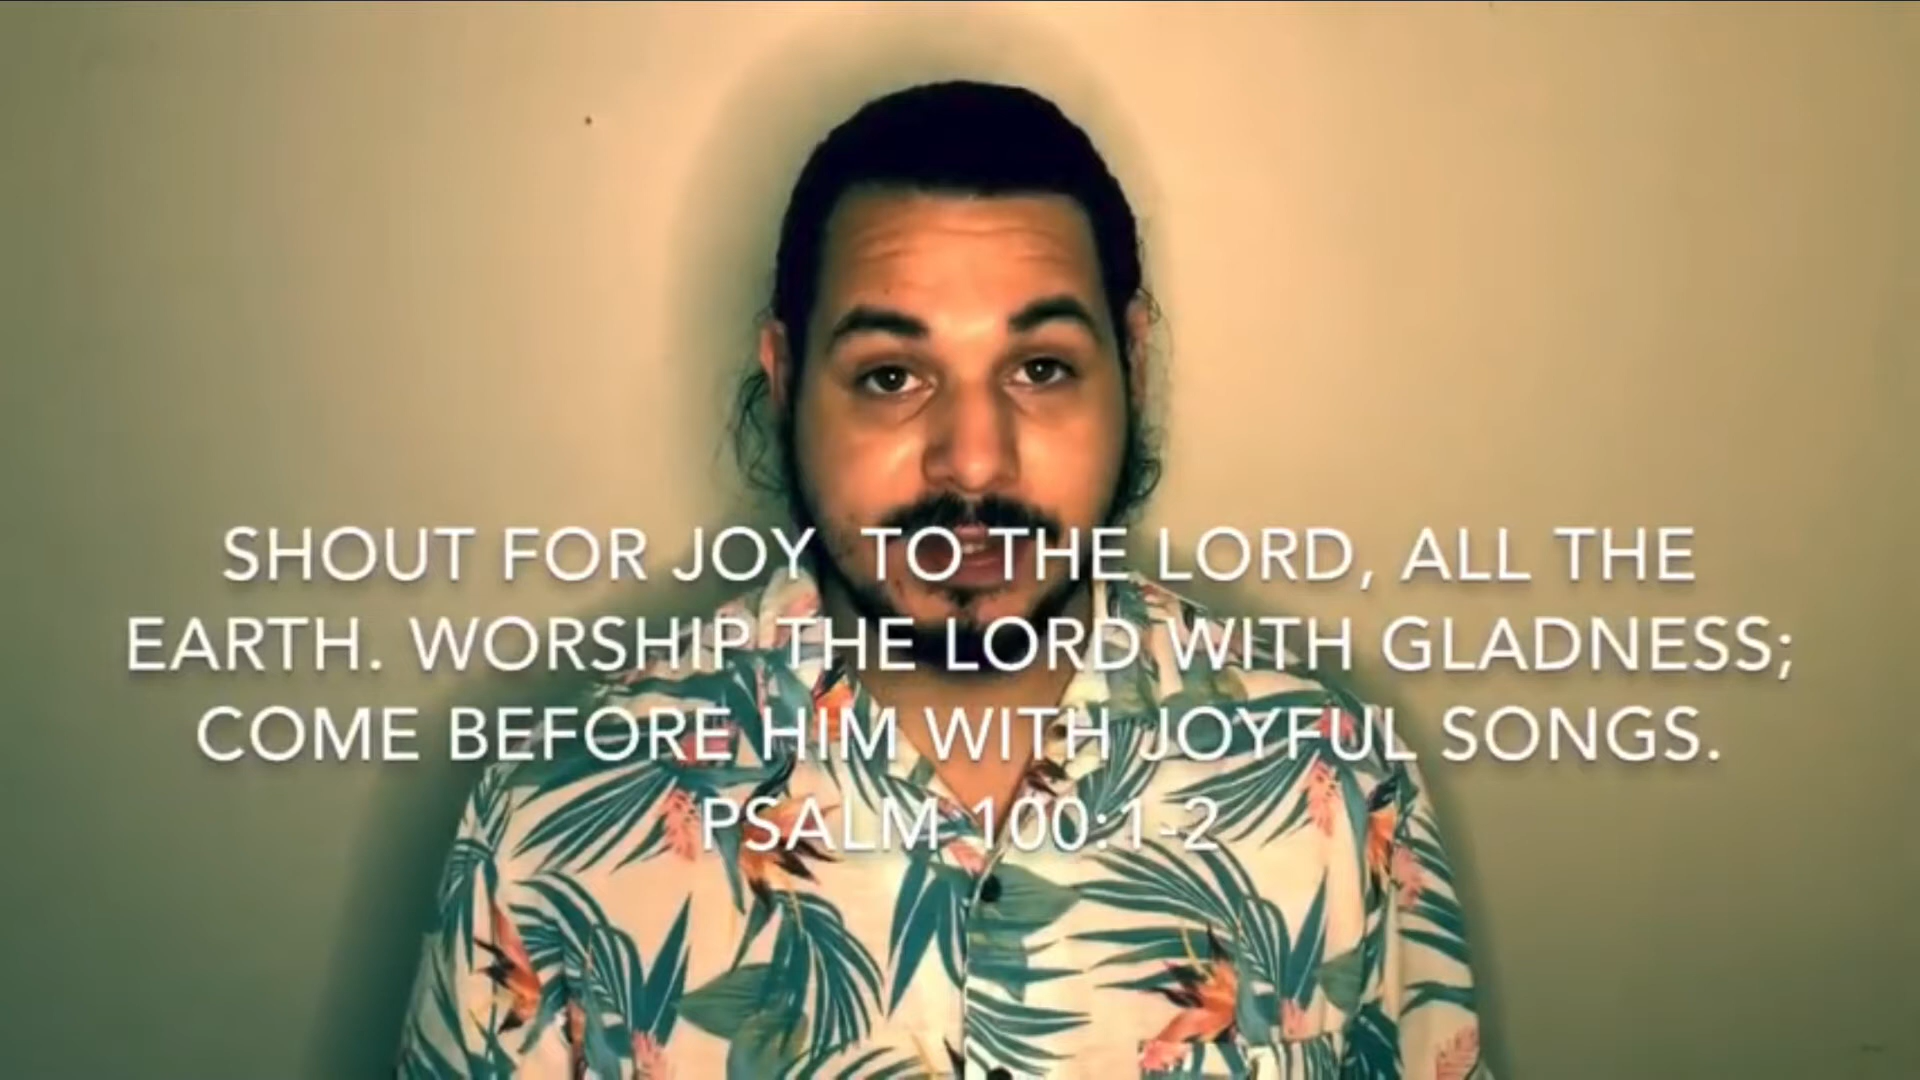 SHOUT FOR JOY  TO THE LORD, ALL THE
EARTH. WORSHIP THE LORD WITH GLADNESS;
COME BEFORE HIM WITH JOYFUL SONGS.
PSALM 100:1-2